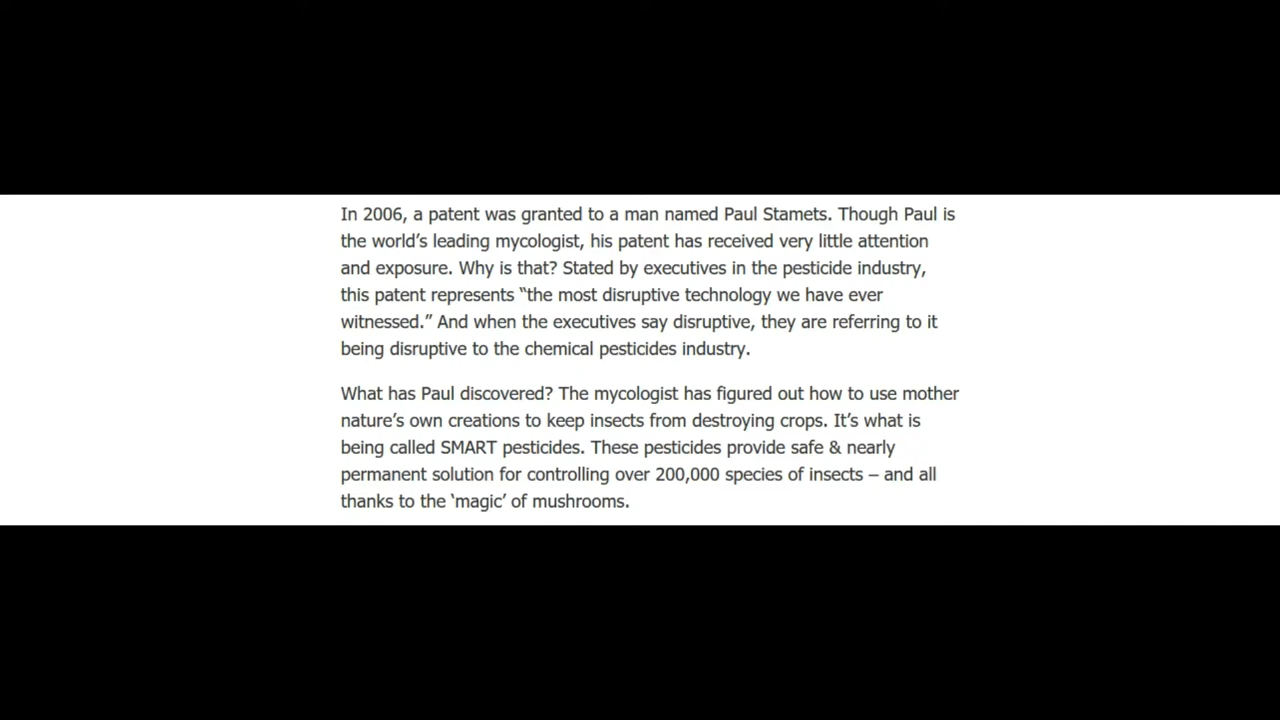 In 2006, a patent was granted to a man named Paul Stamets. Though Paul is
the world’s leading mycologist, his patent has received very little attention
and exposure. Why is that? Stated by executives in the pesticide industry,
this patent represents “the most disruptive technology we have ever
witnessed.” And when the executives say disruptive, they are referring to it
being disruptive to the chemical pesticides industry.
What has Paul discovered? The mycologist has figured out how to use mother
nature’s own creations to keep insects from destroying crops. It’s what is
being called SMART pesticides. These pesticides provide safe & nearly
permanent solution for controlling over 200,000 species of insects – and all
thanks to the ‘magic’ of mushrooms.